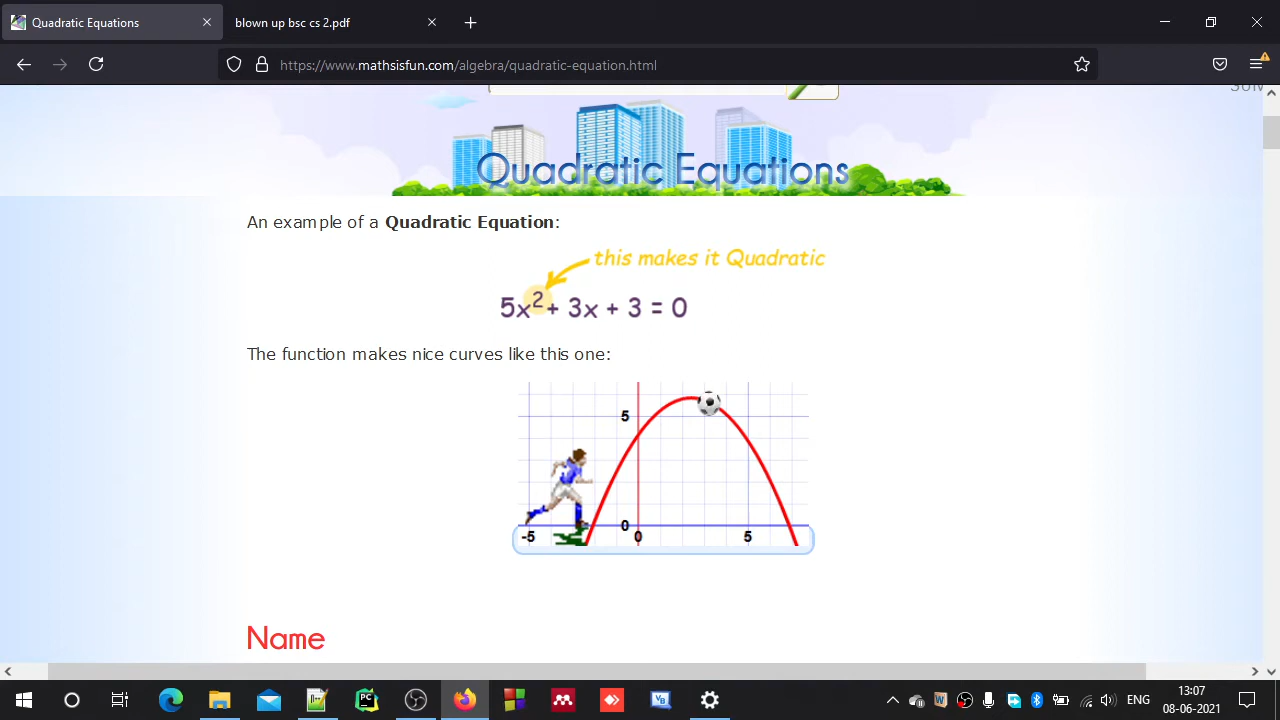 Quadratic Equations
blown up bsc cs 2.pdf
https://www.mathsisfun.com/algebra/quadratic-equation.html
Quadratic Equations
An example of a Quadratic Equation:
this makes it Quadratic
5x² + 3x + 3 = 0
The function makes nice curves like this one:
5
0
-5 0 5
Name
ENG
13:07
08-06-2021